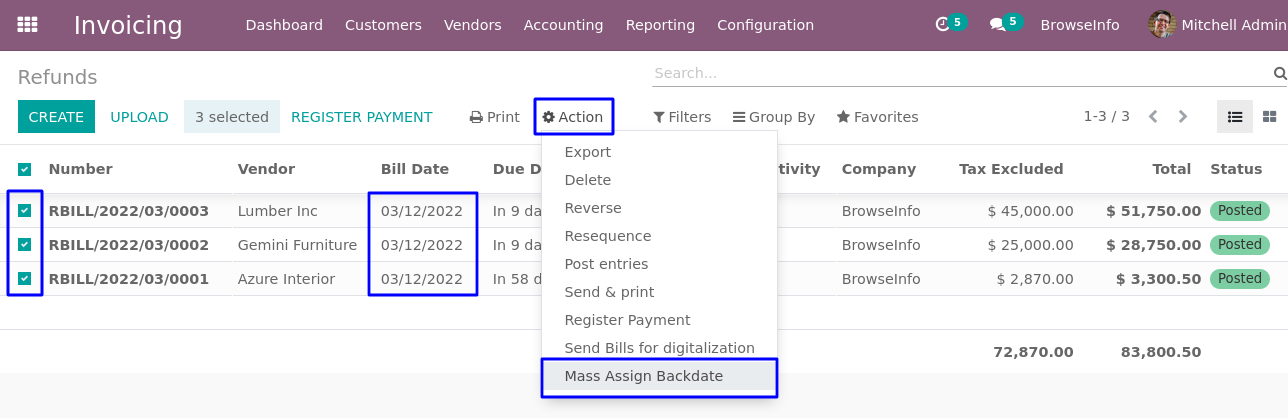 Invoicing Dashboard Customers Vendors Accounting Reporting Configuration 5 5 BrowseInfo Mitchell Admin
Refunds Search...
CREATE UPLOAD 3 selected REGISTER PAYMENT Print Action Filters Group By Favorites 1-3 / 3
Number Vendor Bill Date Due D tivity Company Tax Excluded Total Status
RBILL/2022/03/0003 Lumber Inc 03/12/2022 In 9 da BrowseInfo $ 45,000.00 $ 51,750.00 Posted
RBILL/2022/03/0002 Gemini Furniture 03/12/2022 In 9 da BrowseInfo $ 25,000.00 $ 28,750.00 Posted
RBILL/2022/03/0001 Azure Interior 03/12/2022 In 58 d BrowseInfo $ 2,870.00 $ 3,300.50 Posted
72,870.00 83,800.50
Export
Delete
Reverse
Resequence
Post entries
Send & print
Register Payment
Send Bills for digitalization
Mass Assign Backdate